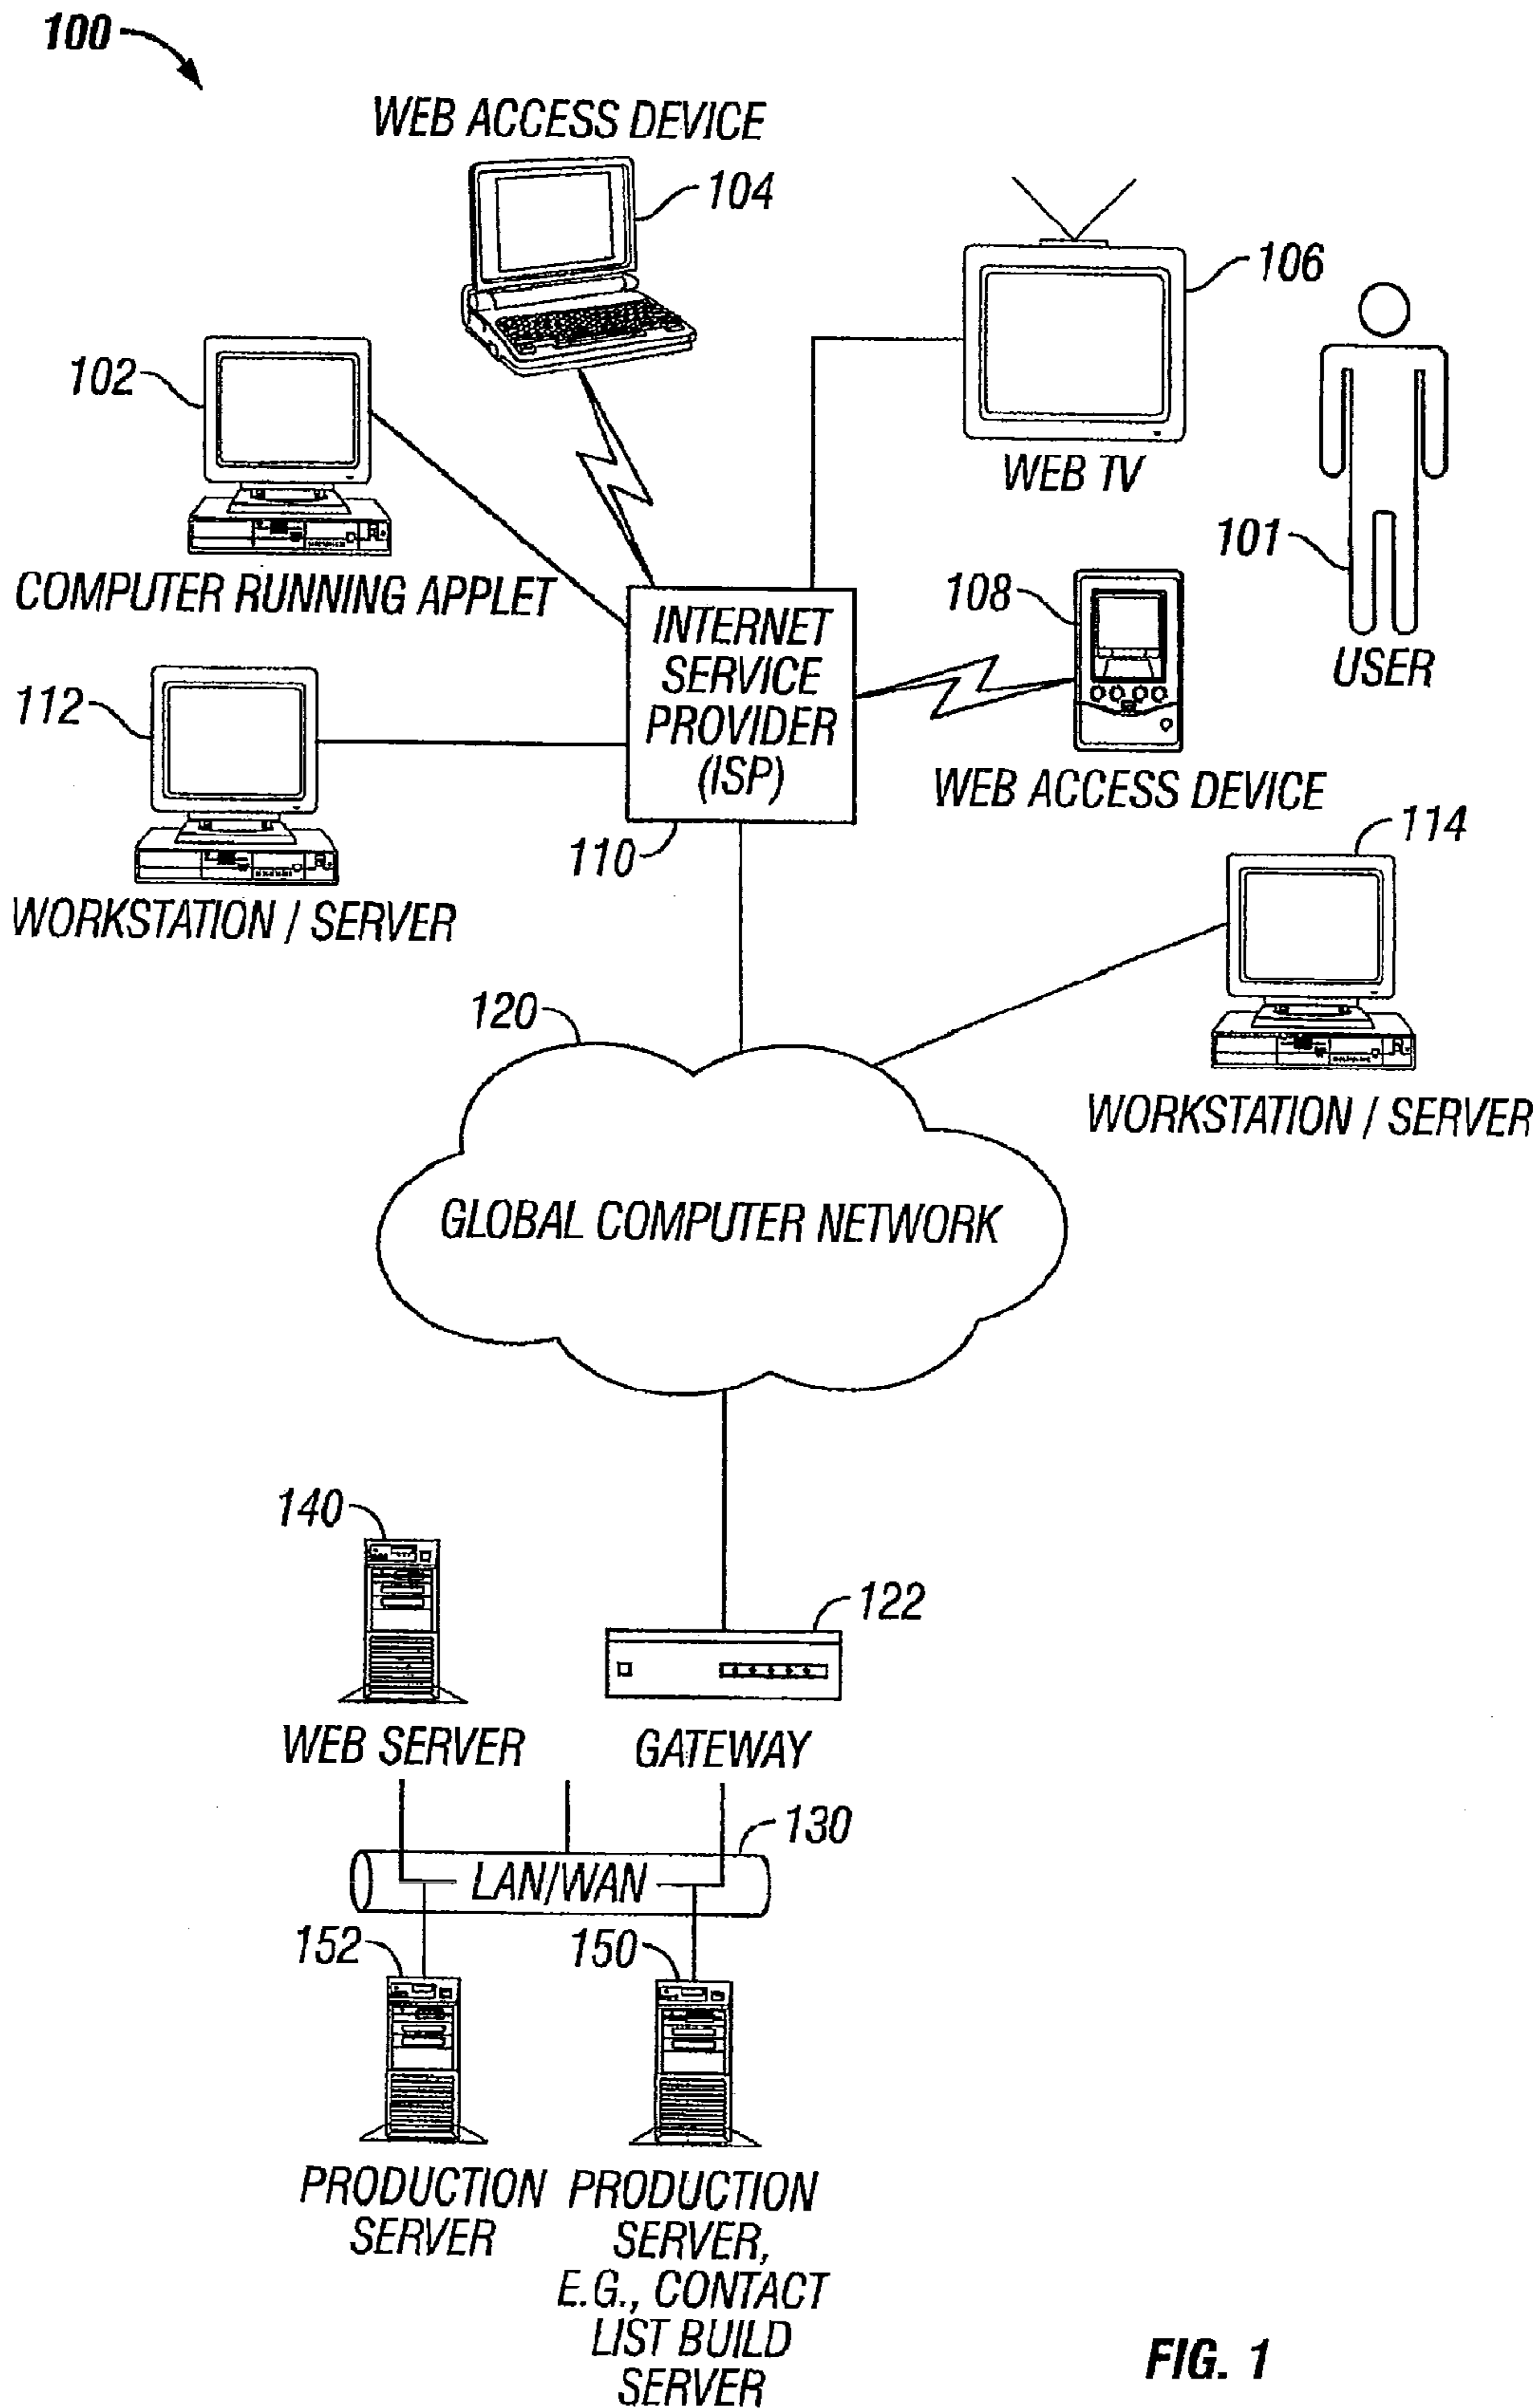 100
WEB ACCESS DEVICE
104
106
102
WEB TV
101
COMPUTER RUNNING APPLET
108
INTERNET
SERVICE
PROVIDER
(ISP)
USER
112
WEB ACCESS DEVICE
110
114
WORKSTATION / SERVER
120
WORKSTATION / SERVER
GLOBAL COMPUTER NETWORK
140
122
WEB SERVER
GATEWAY
130
LAN/WAN
152
150
PRODUCTION
SERVER
PRODUCTION
SERVER,
E.G., CONTACT
LIST BUILD
SERVER
FIG. 1